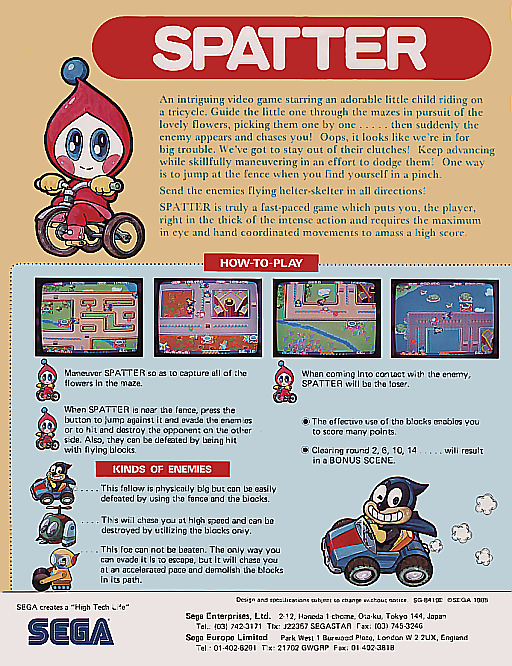 SPATTER
An intriguing video game starring an adorable little child riding on
a tricycle. Guide the little one through the mazes in pursuit of the
lovely flowers, picking them one by one . . . . . then suddenly the
enemy appears and chases you! Oops, it looks like we're in for
big trouble. We've got to stay out of their clutches! Keep advancing
while skillfully maneuvering in an effort to dodge them! One way
is to jump at the fence when you find yourself in a pinch.
Send the enemies flying helter-skelter in all directions!
SPATTER is truly a fast-paced game which puts you, the player,
right in the thick of the intense action and requires the maximum
in eye and hand coordinated movements to amass a high score.
HOW-TO-PLAY
Maneuver SPATTER so as to capture all of the
flowers in the maze.
When SPATTER is near the fence, press the
button to jump against it and evade the enemies
or to hit and destroy the opponent on the other
side. Also, they can be defeated by being hit
with flying blocks.
When coming into contact with the enemy,
SPATTER will be the loser.
The effective use of the blocks enables you
to score many points.
Clearing round 2, 6, 10, 14 . . . . . will result
in a BONUS SCENE.
KINDS OF ENEMIES
. . . . . This fellow is physically big but can be easily
defeated by using the fence and the blocks.
. . . . . This will chase you at high speed and can be
destroyed by utilizing the blocks only.
. . . . . This foe can not be beaten. The only way you
can evade it is to escape, but it will chase you
at an accelerated pace and demolish the blocks
in its path.
Design and specifications subject to change without notice. ©SEGA
SEGA creates a "High Tech Life"
SEGA
Sega Enterprises, Ltd. 2-12, Haneda 1-chome, Ota-ku, Tokyo 144, Japan
Tel.: (03) 742-3171 Tlx: J22357 SEGASTAR Fax: (03) 745-3246
Sega Europe Limited Park West 1 Burwood Place, London W 2 2UX, England
Tel: 01-402-8291 Tlx: 21702 GWGRP Fax: 01-402-3818